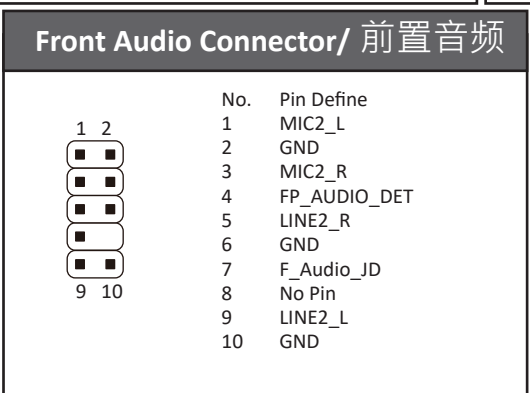 Front Audio Connector/ 前置音频
No. Pin Define
1 2
1 MIC2_L
2 GND
3 MIC2_R
4 FP_AUDIO_DET
5 LINE2_R
6 GND
7 F_Audio_JD
8 No Pin
9 LINE2_L
10 GND
9 10